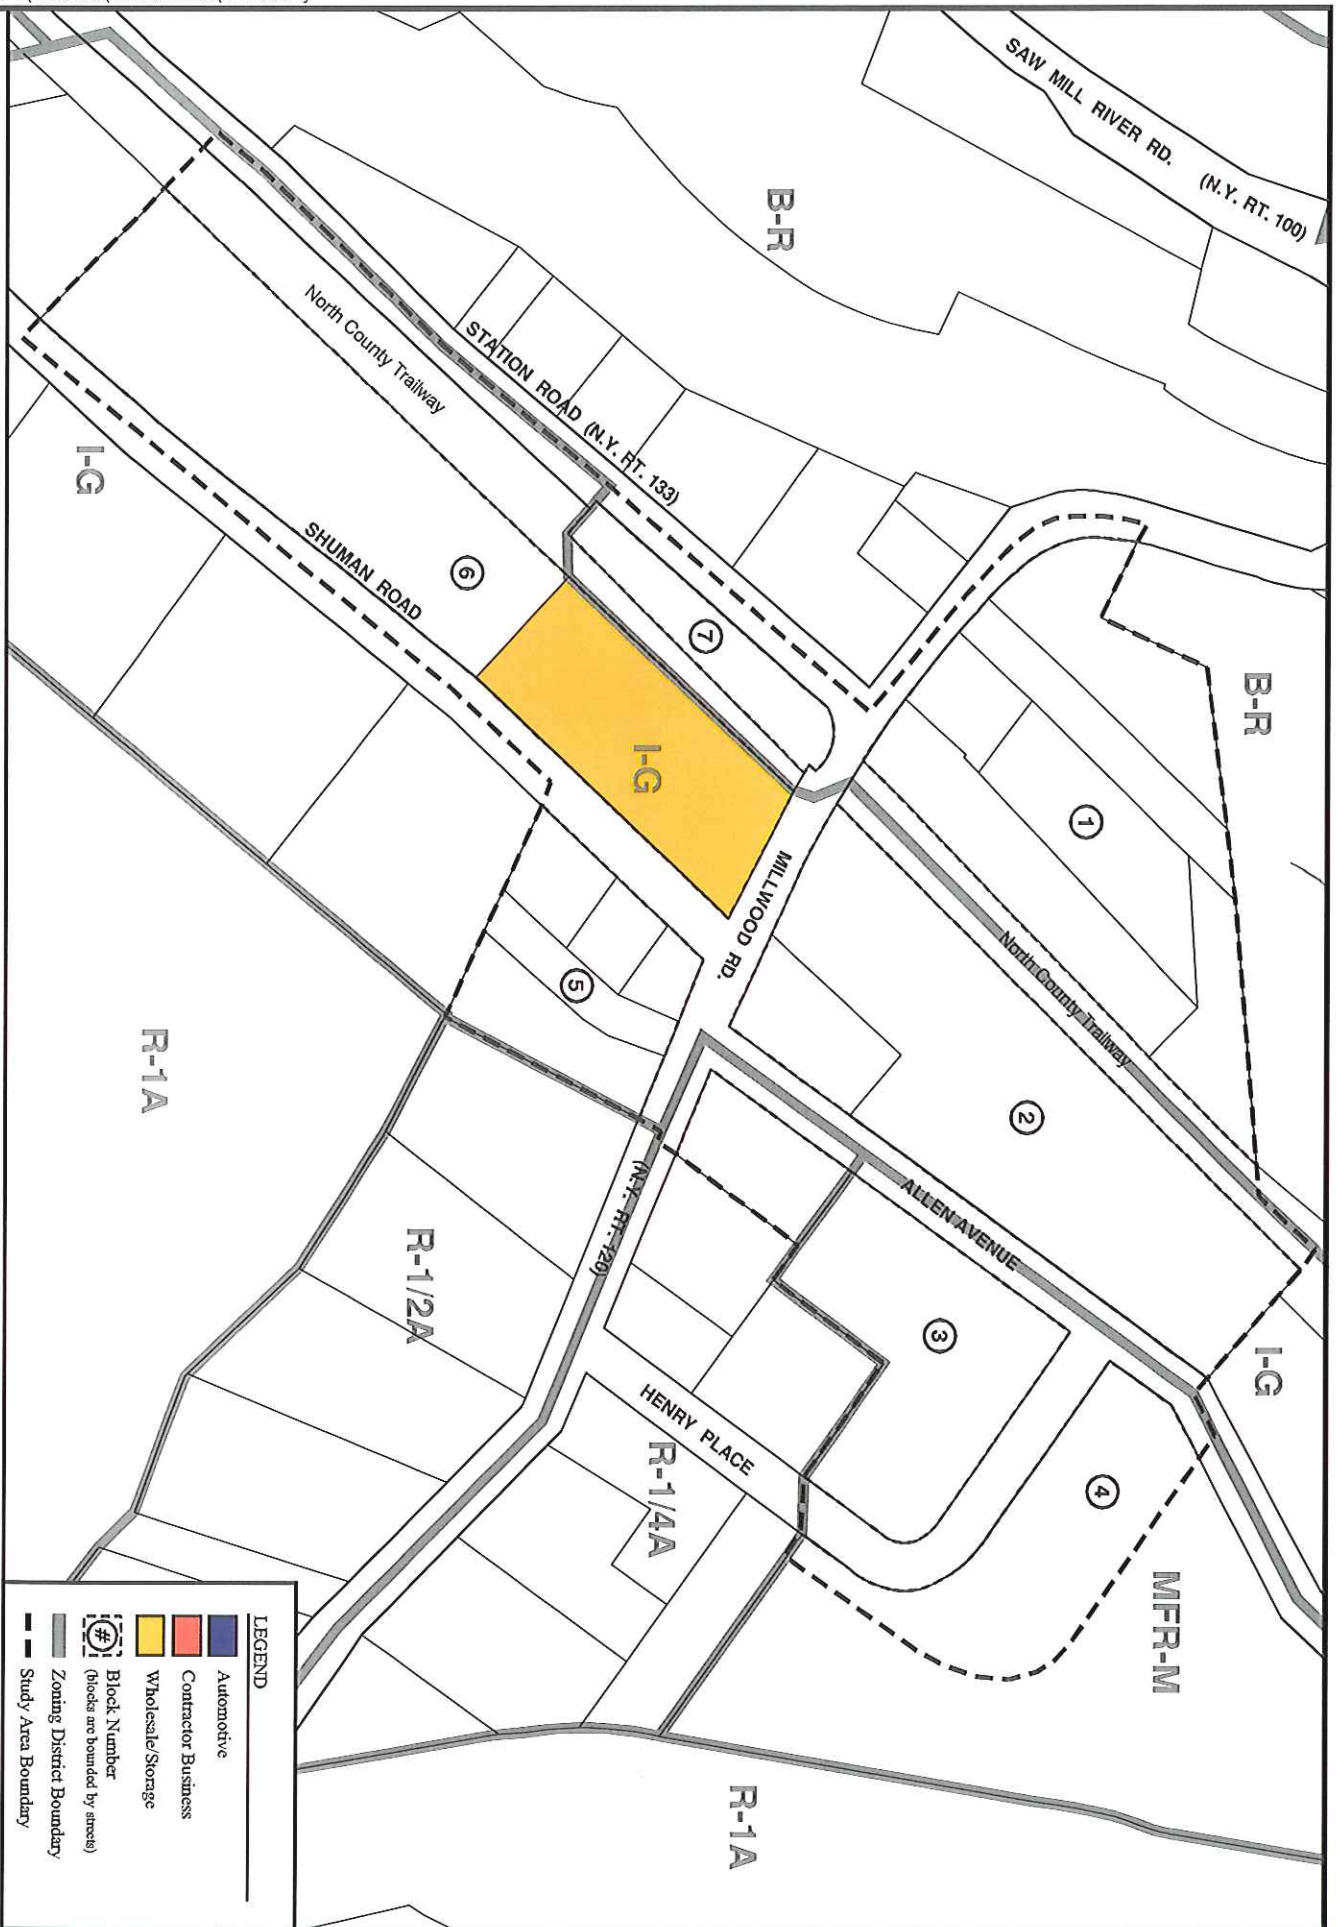 SAW MILL RIVER RD. (N.Y. RT. 100)
B-R
B-R
STATION ROAD (N.Y. RT. 133)
North County Trailway
I-G
SHUMAN ROAD
6
7
I-G
1
MILLWOOD RD.
North County Trailway
5
2
R-1A
(N.Y. RT. 120)
R-1/2A
ALLEN AVENUE
3
I-G
HENRY PLACE
R-1/4A
4
MFR-M
R-1A
LEGEND
Automotive
Contractor Business
Wholesale/Storage
# Block Number
(blocks are bounded by streets)
Zoning District Boundary
Study Area Boundary